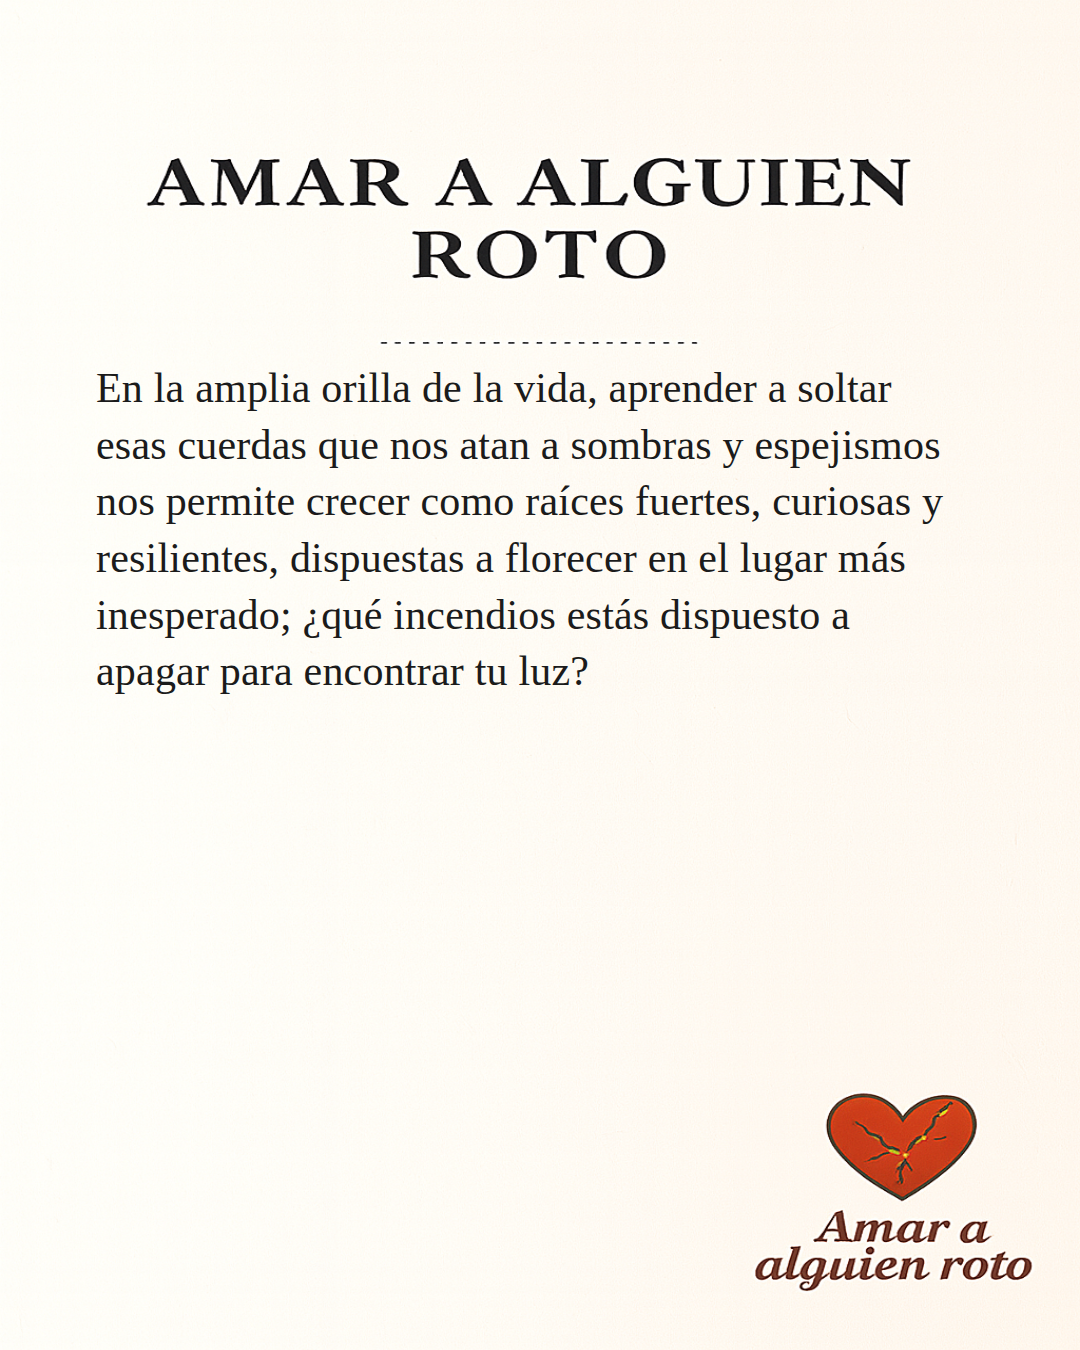 AMAR A ALGUIEN
ROTO
----------------------
En la amplia orilla de la vida, aprender a soltar
esas cuerdas que nos atan a sombras y espejismos
nos permite crecer como raíces fuertes, curiosas y
resilientes, dispuestas a florecer en el lugar más
inesperado; ¿qué incendios estás dispuesto a
apagar para encontrar tu luz?
Amar a
alguien roto